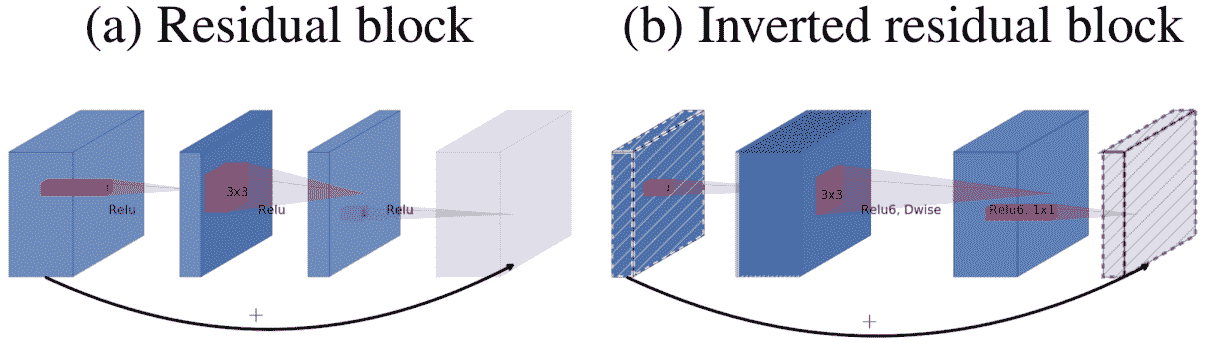 (a) Residual block
(b) Inverted residual block
3x3
Relu
Relu
Relu
+
3x3
Relu6, Dwise
Relu6, 1x1
+